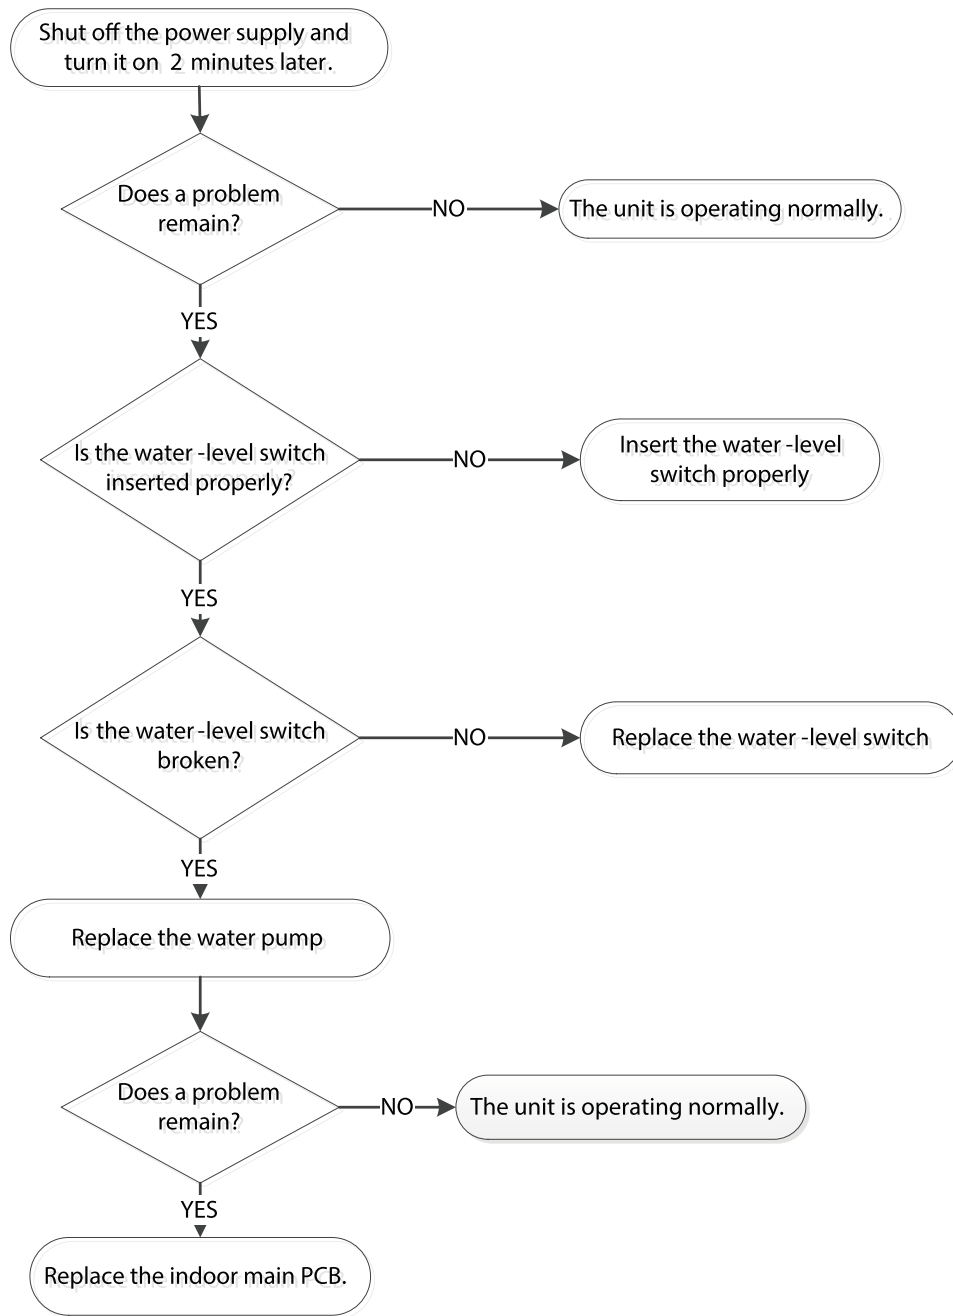 Shut off the power supply and
turn it on 2 minutes later.
Does a problem
remain?
NO
The unit is operating normally.
YES
Is the water -level switch
inserted properly?
NO
Insert the water -level
switch properly
YES
Is the water -level switch
broken?
NO
Replace the water -level switch
YES
Replace the water pump
Does a problem
remain?
NO
The unit is operating normally.
YES
Replace the indoor main PCB.